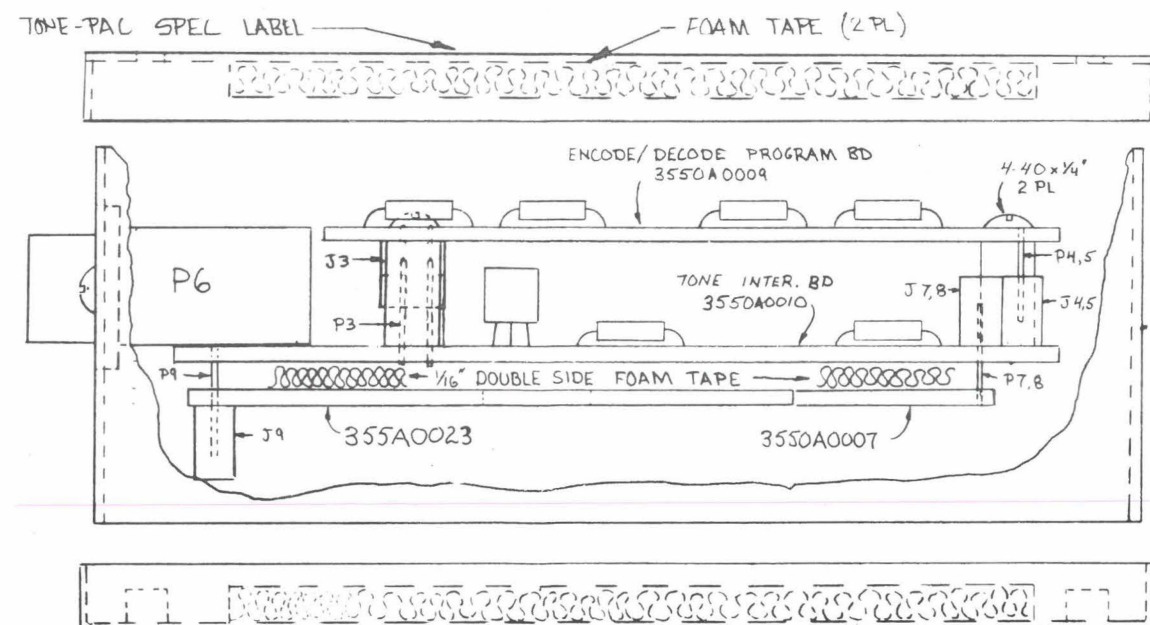 TONE-PAC SPEC LABEL
FOAM TAPE (2 PL)
ENCODE/DECODE PROGRAM BD
3550A0009
4-40 x 1/4"
2 PL
P6
J3
P4,5
TONE INTER. BD
3550A0010
J7,8
J4,5
P3
P9
1/16" DOUBLE SIDE FOAM TAPE
P7,8
J9
355A0023
3550A0007